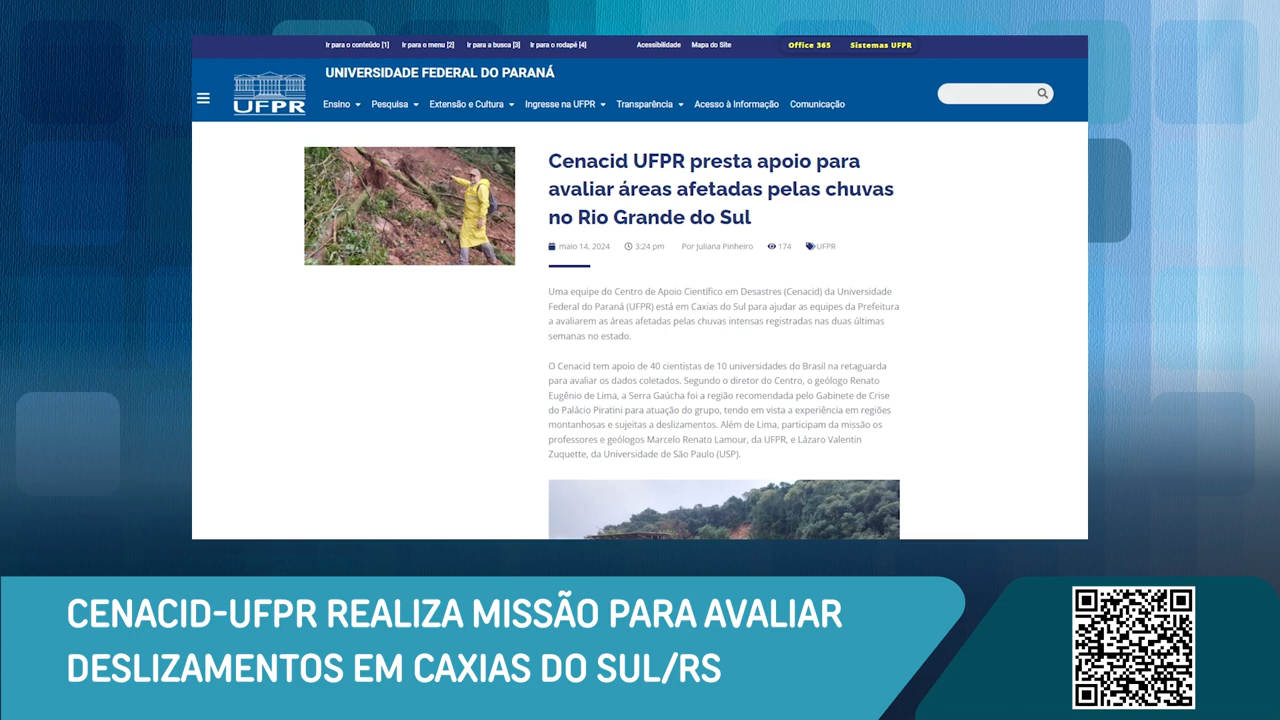 Ir para o conteúdo [1] Ir para o menu [2] Ir para a busca [3] Ir para o rodapé [4] Acessibilidade Mapa do Site Office 365 Sistemas UFPR
UNIVERSIDADE FEDERAL DO PARANÁ
UFPR
Ensino Pesquisa Extensão e Cultura Ingresse na UFPR Transparência Acesso à Informação Comunicação
Cenacid UFPR presta apoio para
avaliar áreas afetadas pelas chuvas
no Rio Grande do Sul
maio 14, 2024 3:24 pm Por Juliana Pinheiro 174 UFPR
Uma equipe do Centro de Apoio Científico em Desastres (Cenacid) da Universidade
Federal do Paraná (UFPR) está em Caxias do Sul para ajudar as equipes da Prefeitura
a avaliarem as áreas afetadas pelas chuvas intensas registradas nas duas últimas
semanas no estado.
O Cenacid tem apoio de 40 cientistas de 10 universidades do Brasil na retaguarda
para avaliar os dados coletados. Segundo o diretor do Centro, o geólogo Renato
Eugênio de Lima, a Serra Gaúcha foi a região recomendada pelo Gabinete de Crise
do Palácio Piratini para atuação do grupo, tendo em vista a experiência em regiões
montanhosas e sujeitas a deslizamentos. Além de Lima, participam da missão os
professores e geólogos Marcelo Renato Lamour, da UFPR, e Lázaro Valentin
Zuquette, da Universidade de São Paulo (USP).
CENACID-UFPR REALIZA MISSÃO PARA AVALIAR
DESLIZAMENTOS EM CAXIAS DO SUL/RS